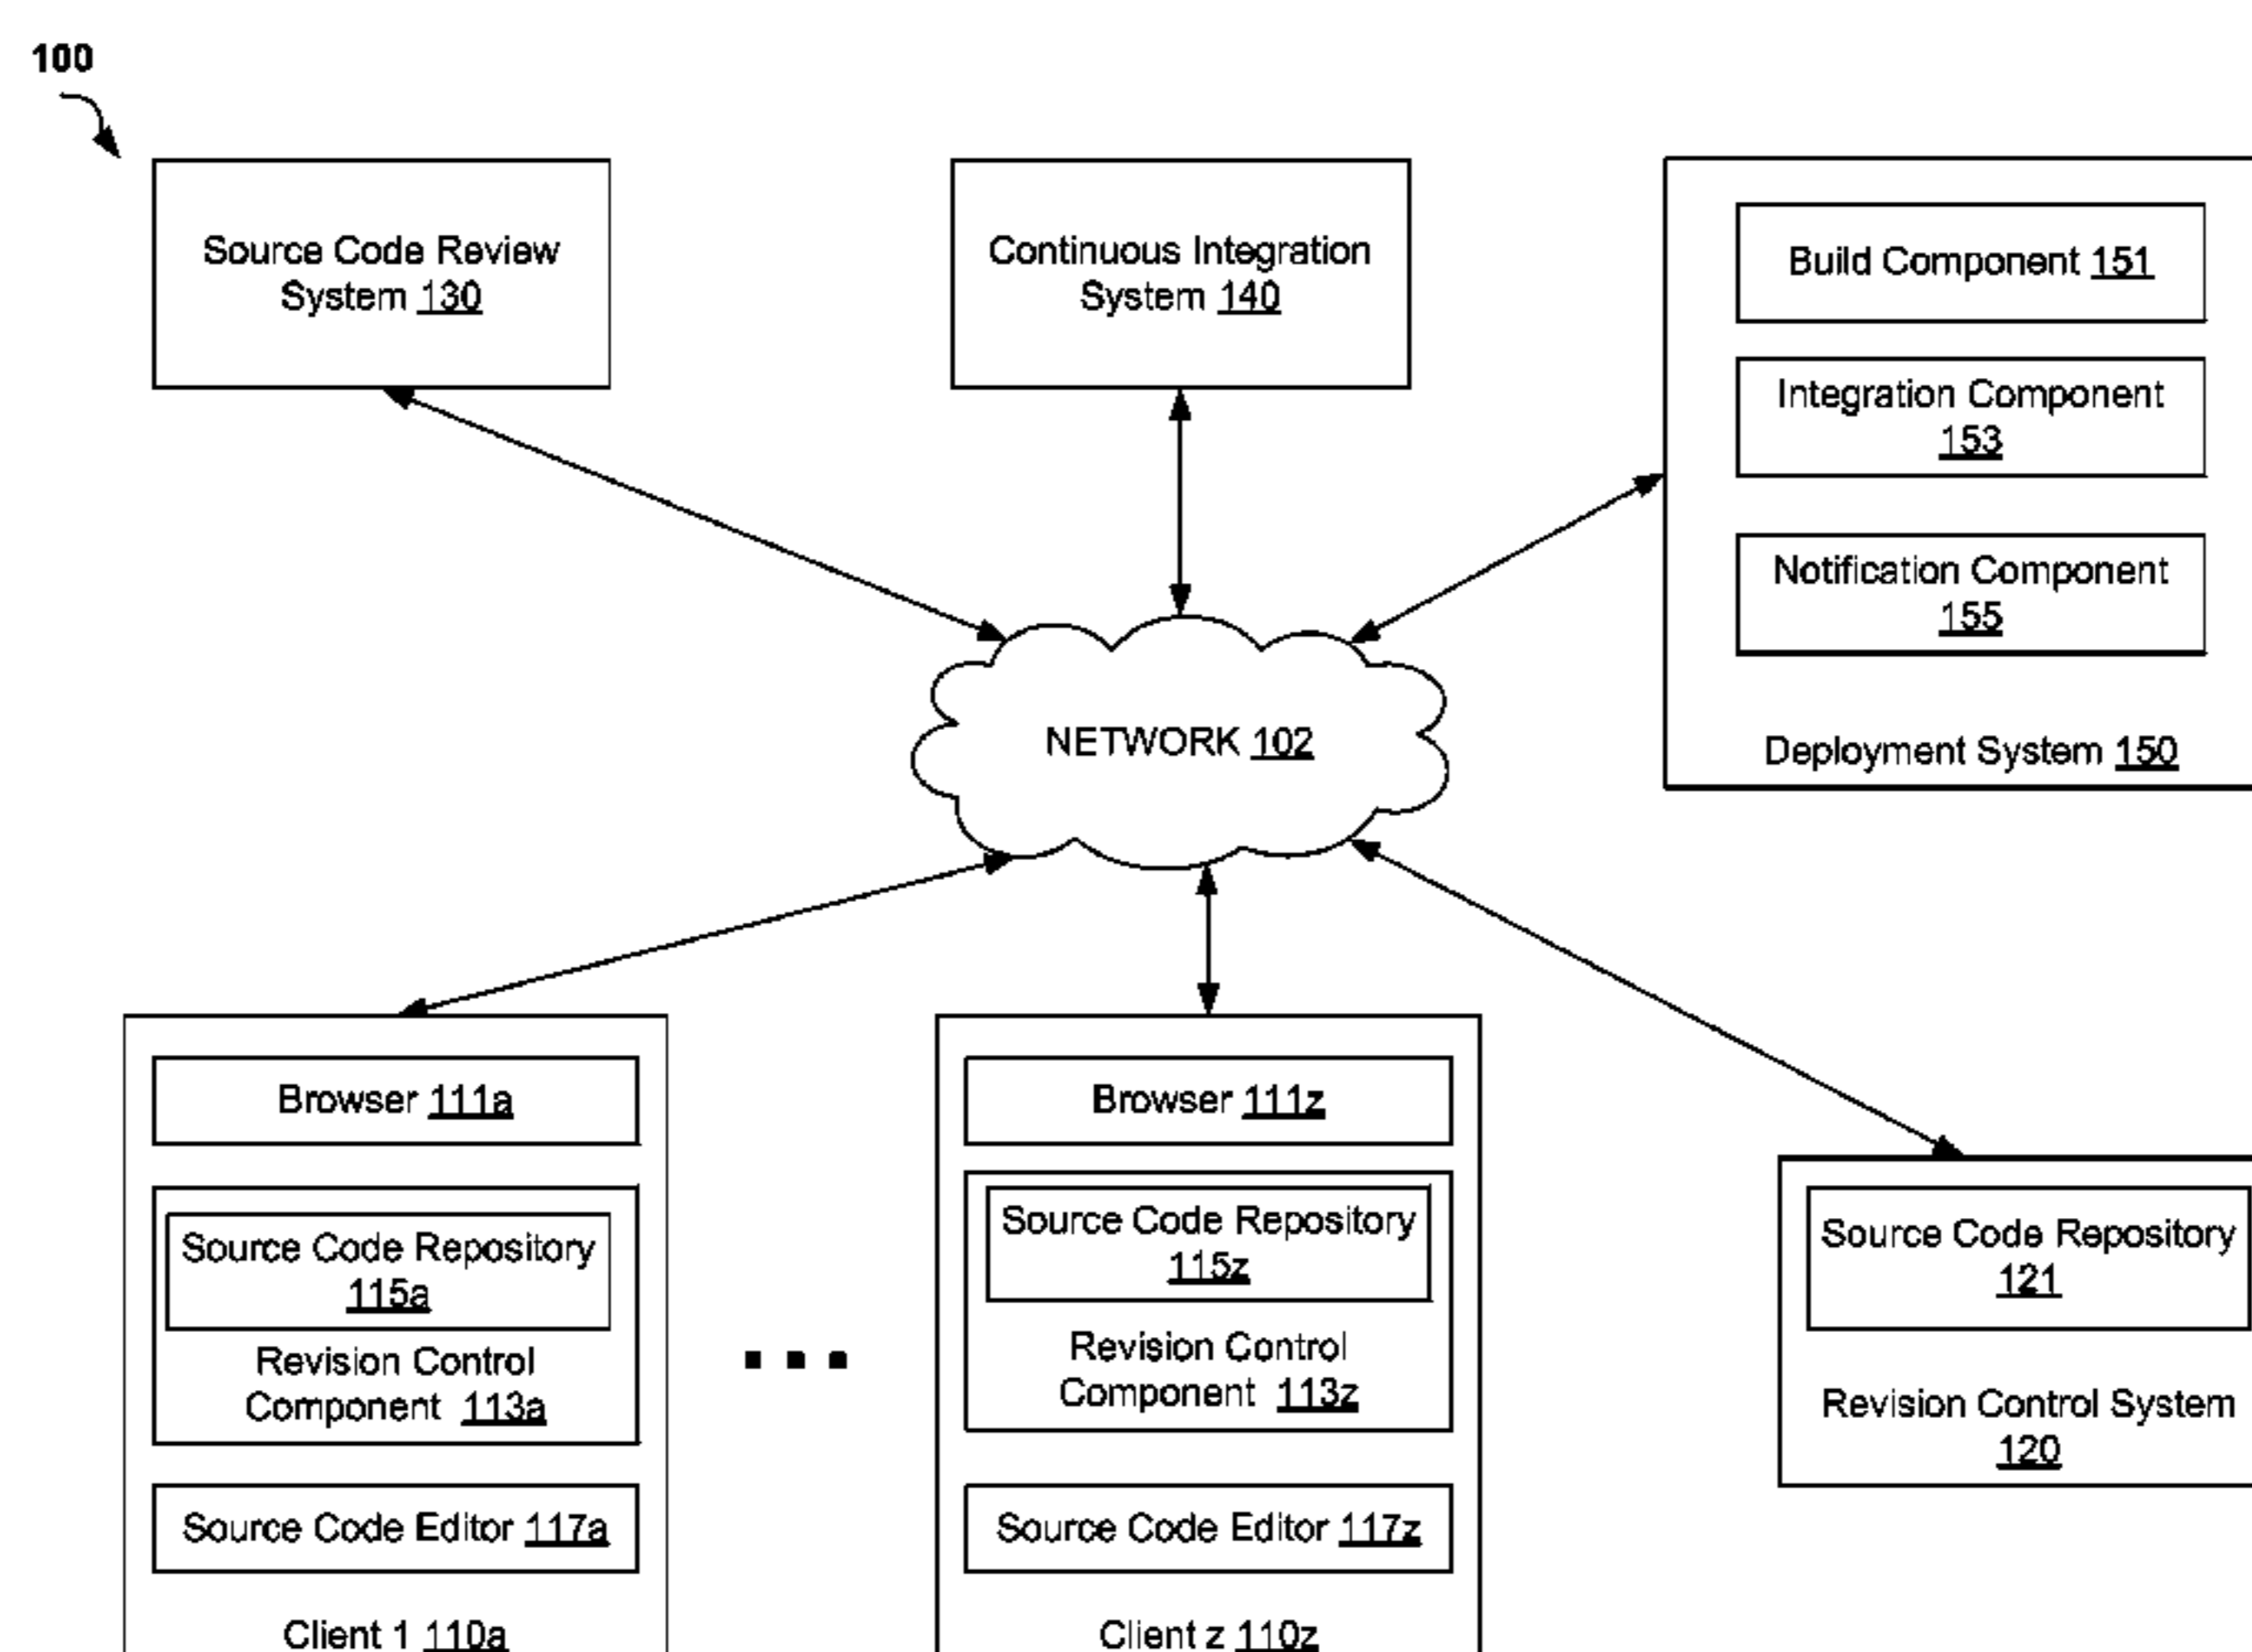 100
Source Code Review
System 130
Continuous Integration
System 140
Build Component 151
Integration Component
153
Notification Component
155
Deployment System 150
NETWORK 102
Browser 111a
Source Code Repository
115a
Revision Control
Component 113a
Source Code Editor 117a
Client 1 110a
Browser 111z
Source Code Repository
115z
Revision Control
Component 113z
Source Code Editor 117z
Client z 110z
Source Code Repository
121
Revision Control System
120